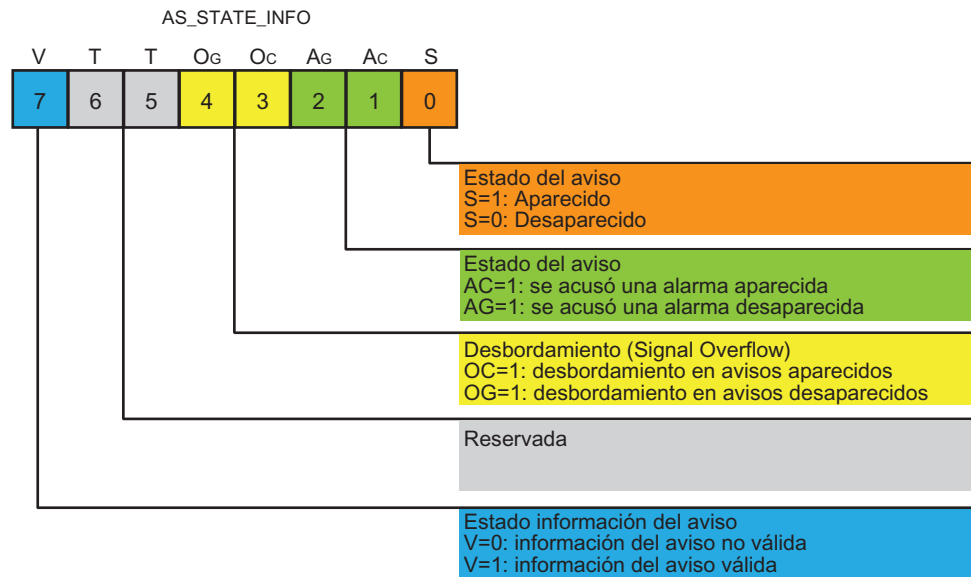 AS_STATE_INFO
V T T OG OC AG AC S
7 6 5 4 3 2 1 0
Estado del aviso
S=1: Aparecido
S=0: Desaparecido
Estado del aviso
AC=1: se acusó una alarma aparecida
AG=1: se acusó una alarma desaparecida
Desbordamiento (Signal Overflow)
OC=1: desbordamiento en avisos aparecidos
OG=1: desbordamiento en avisos desaparecidos
Reservada
Estado información del aviso
V=0: información del aviso no válida
V=1: información del aviso válida